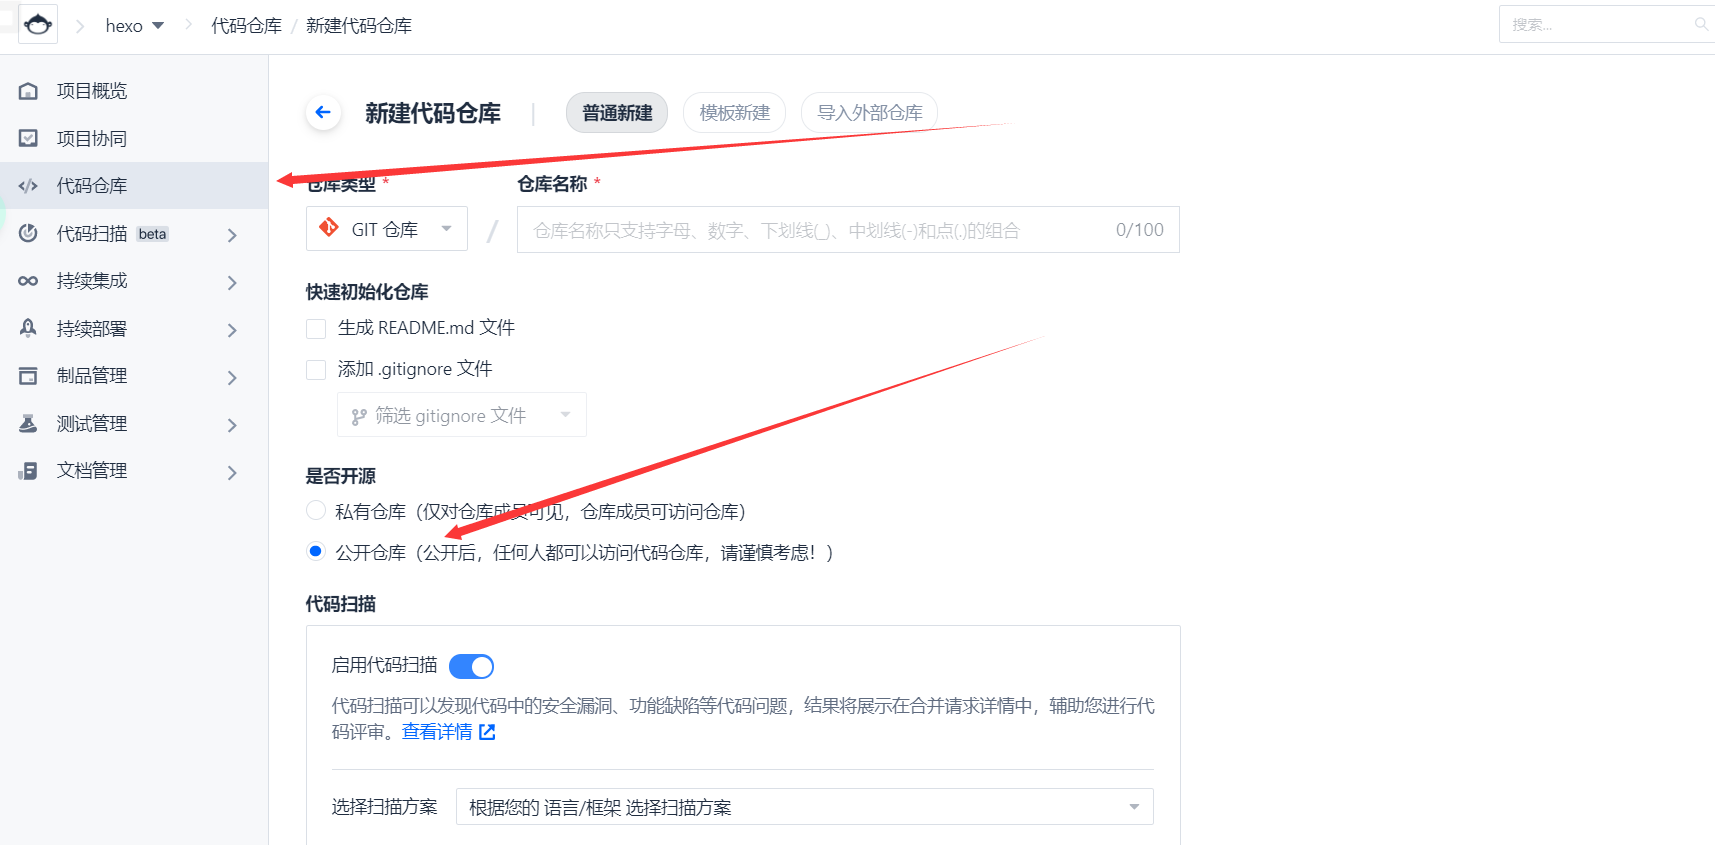 hexo 代码仓库 / 新建代码仓库
搜索...
项目概览
项目协同
代码仓库
代码扫描 beta
持续集成
持续部署
制品管理
测试管理
文档管理
新建代码仓库 | 普通新建 模板新建 导入外部仓库
仓库类型 * 仓库名称 *
GIT 仓库 / 仓库名称只支持字母、数字、下划线(_)、中划线(-)和点(.)的组合 0/100
快速初始化仓库
生成 README.md 文件
添加 .gitignore 文件
筛选 gitignore 文件
是否开源
私有仓库（仅对仓库成员可见，仓库成员可访问仓库）
公开仓库（公开后，任何人都可以访问代码仓库，请谨慎考虑！）
代码扫描
启用代码扫描
代码扫描可以发现代码中的安全漏洞、功能缺陷等代码问题，结果将展示在合并请求详情中，辅助您进行代
码评审。查看详情
选择扫描方案 根据您的 语言/框架 选择扫描方案